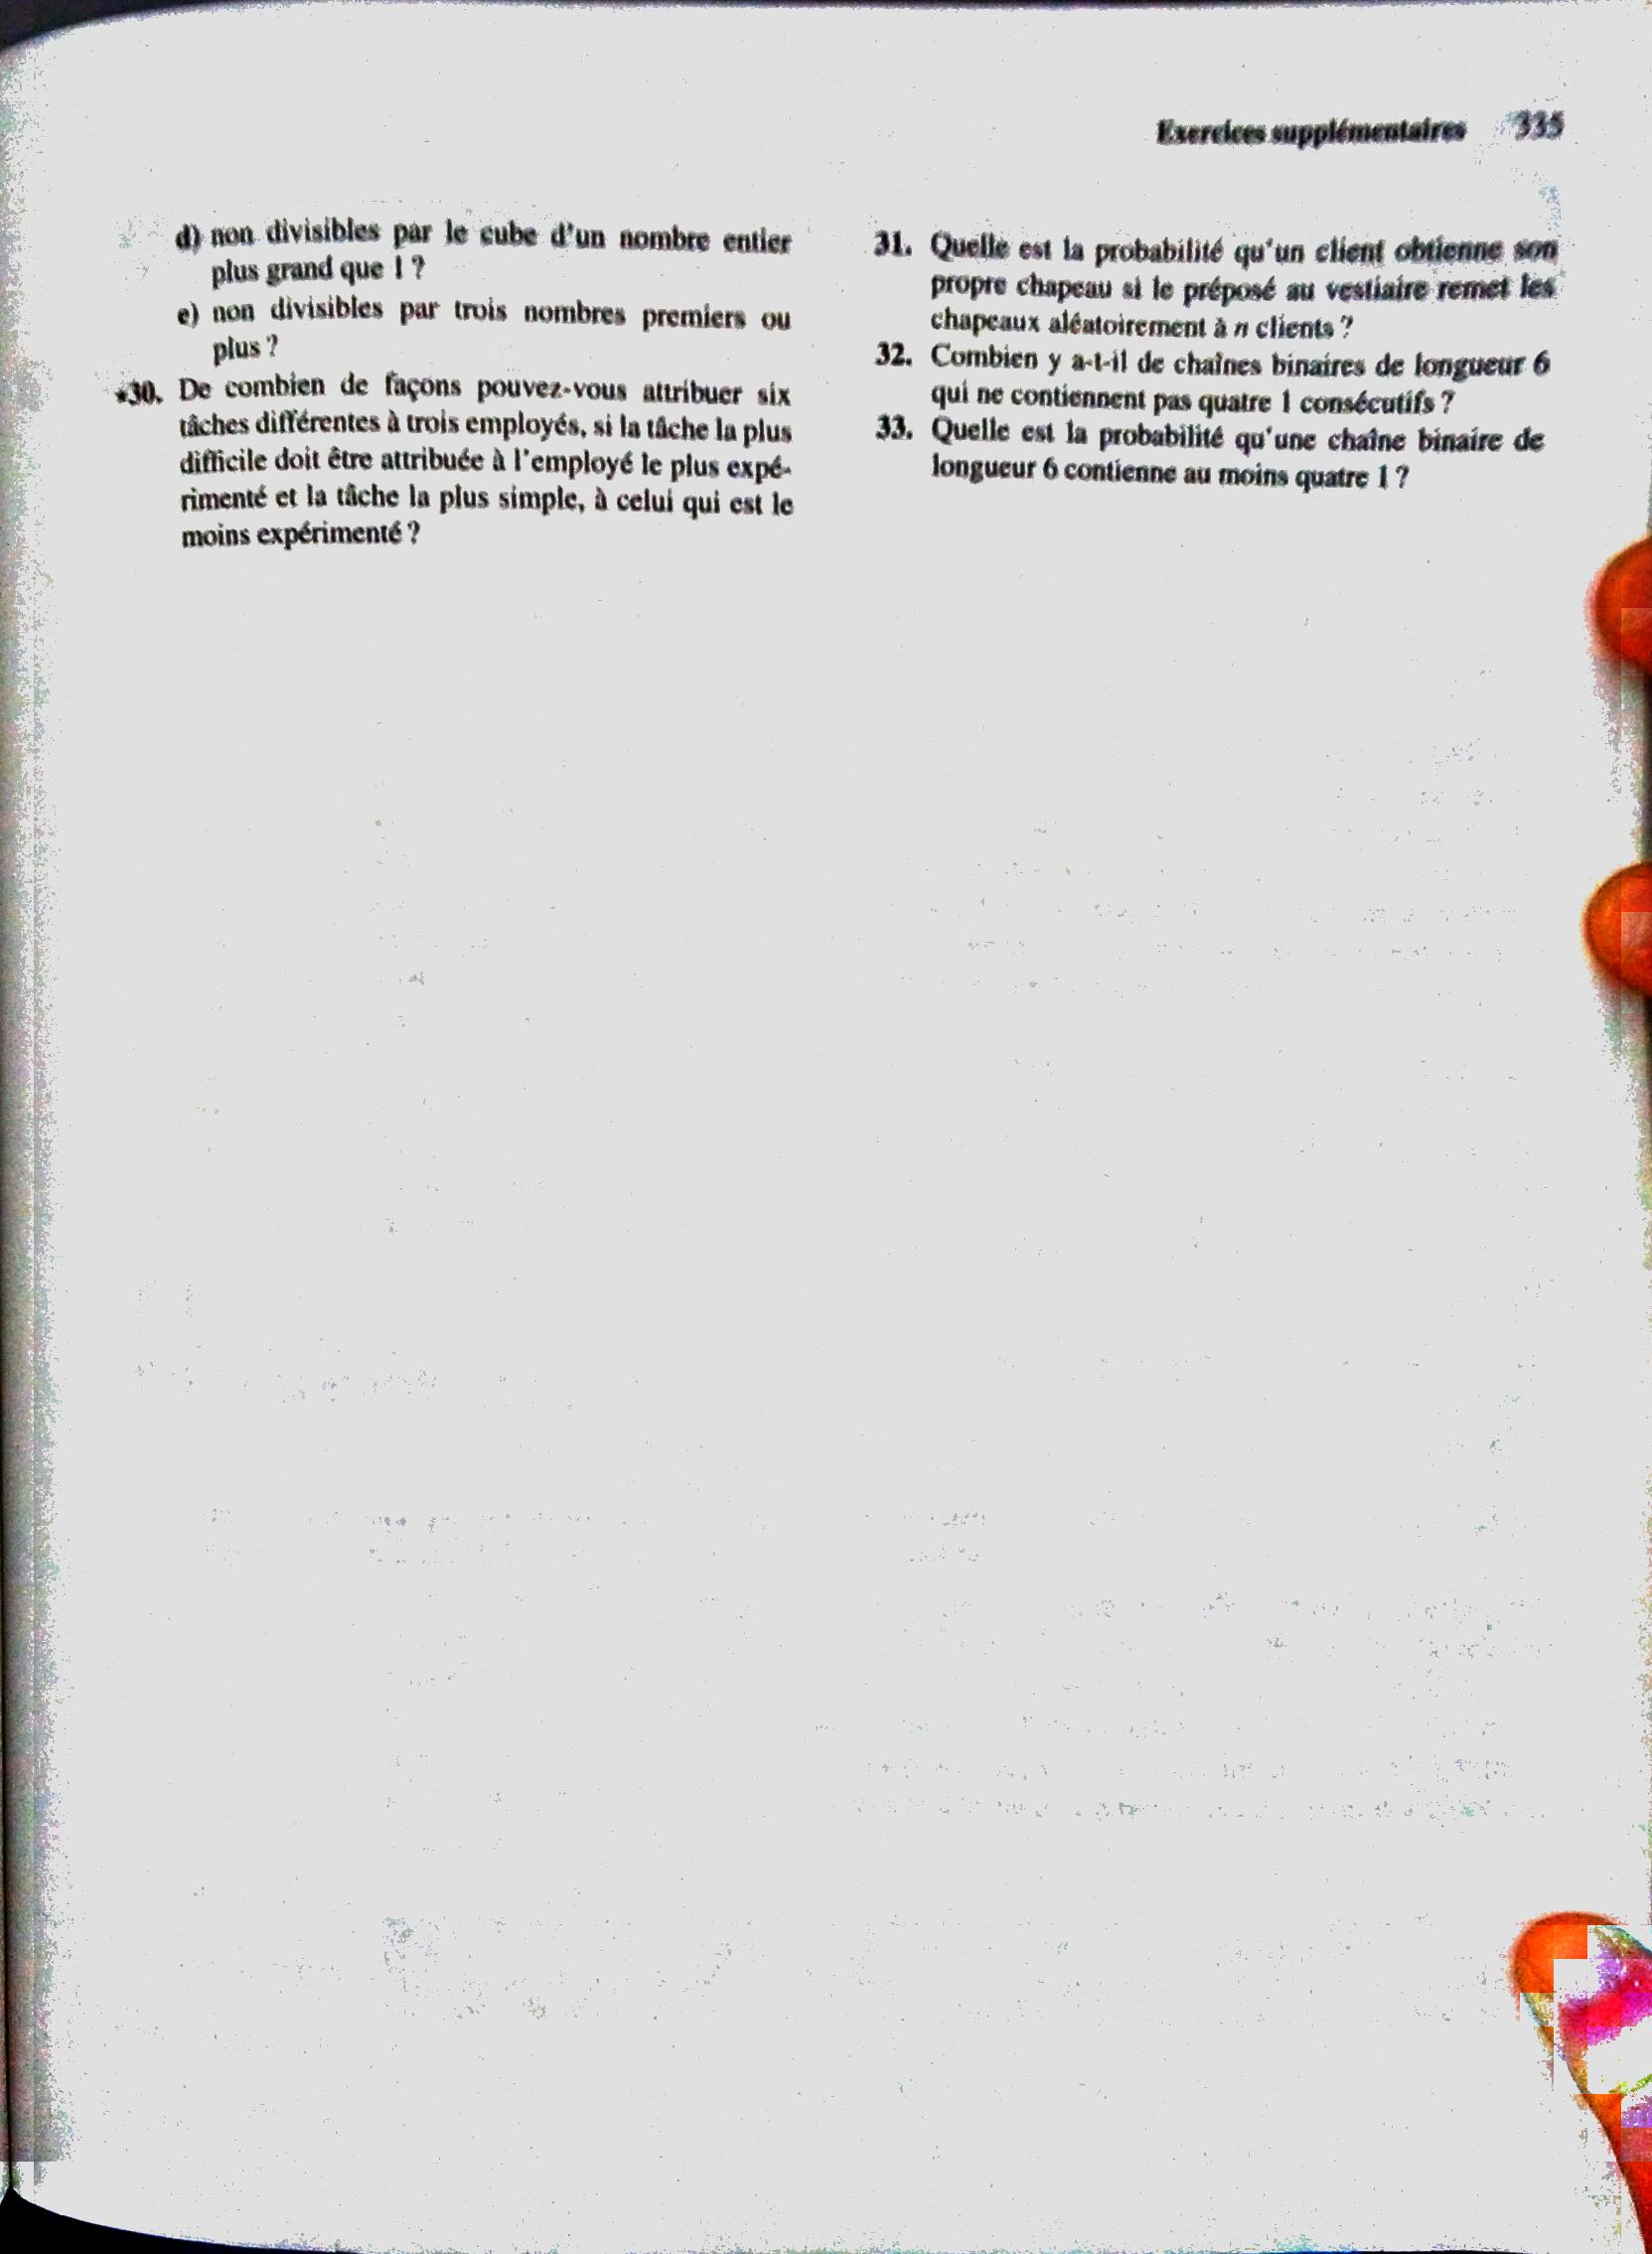 Exercices supplémentaires 335
d) non divisibles par le cube d'un nombre entier
plus grand que 1 ?
e) non divisibles par trois nombres premiers ou
plus ?
*30. De combien de façons pouvez-vous attribuer six
tâches différentes à trois employés, si la tâche la plus
difficile doit être attribuée à l'employé le plus expé-
rimenté et la tâche la plus simple, à celui qui est le
moins expérimenté ?
31. Quelle est la probabilité qu'un client obtienne son
propre chapeau si le préposé au vestiaire remet les
chapeaux aléatoirement à n clients ?
32. Combien y a-t-il de chaînes binaires de longueur 6
qui ne contiennent pas quatre 1 consécutifs ?
33. Quelle est la probabilité qu'une chaîne binaire de
longueur 6 contienne au moins quatre 1 ?